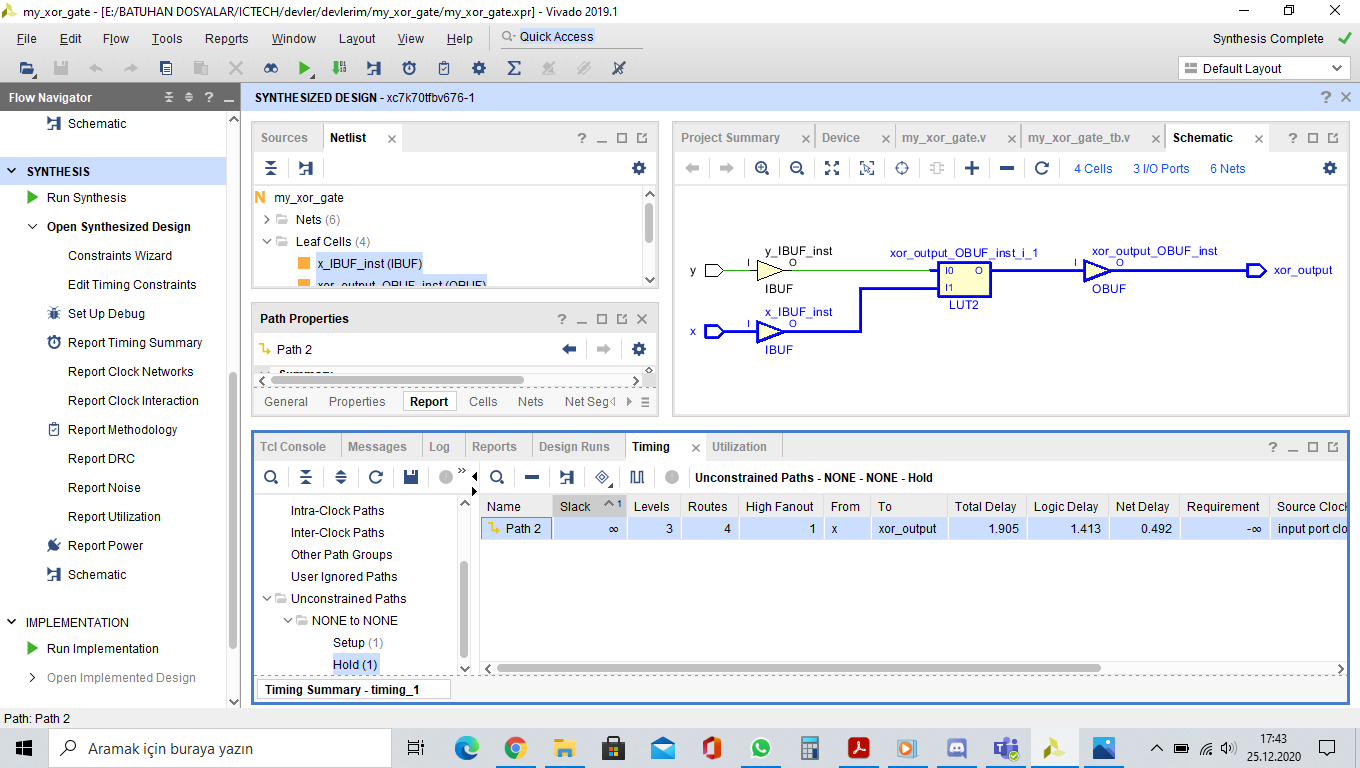 my_xor_gate - [E:/BATUHAN DOSYALAR/ICTECH/devler/devlerim/my_xor_gate/my_xor_gate.xpr] - Vivado 2019.1
File Edit Flow Tools Reports Window Layout View Help Quick Access
Synthesis Complete
Default Layout
Flow Navigator
Schematic
SYNTHESIS
Run Synthesis
Open Synthesized Design
Constraints Wizard
Edit Timing Constraints
Set Up Debug
Report Timing Summary
Report Clock Networks
Report Clock Interaction
Report Methodology
Report DRC
Report Noise
Report Utilization
Report Power
Schematic
IMPLEMENTATION
Run Implementation
Open Implemented Design
SYNTHESIZED DESIGN - xc7k70tfbv676-1
Sources Netlist
my_xor_gate
Nets (6)
Leaf Cells (4)
x_IBUF_inst (IBUF)
xor_output_OBUF_inst (OBUF)
Path Properties
Path 2
Summary
General Properties Report Cells Nets Net Seg
Project Summary Device my_xor_gate.v my_xor_gate_tb.v Schematic
4 Cells 3 I/O Ports 6 Nets
y_IBUF_inst
y
I
O
IBUF
x_IBUF_inst
x
I
O
IBUF
xor_output_OBUF_inst_i_1
I0
O
I1
LUT2
xor_output_OBUF_inst
I
O
OBUF
xor_output
Tcl Console Messages Log Reports Design Runs Timing Utilization
Intra-Clock Paths
Inter-Clock Paths
Other Path Groups
User Ignored Paths
Unconstrained Paths
NONE to NONE
Setup (1)
Hold (1)
Unconstrained Paths - NONE - NONE - Hold
Name Slack 1 Levels Routes High Fanout From To Total Delay Logic Delay Net Delay Requirement Source Clock
Path 2 ∞ 3 4 1 x xor_output 1.905 1.413 0.492 -∞ input port clo
Timing Summary - timing_1
Path: Path 2
Aramak için buraya yazın
17:43
25.12.2020